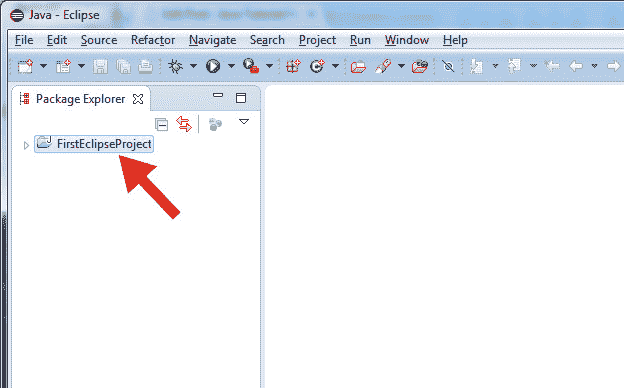 Java - Eclipse
File Edit Source Refactor Navigate Search Project Run Window Help
Package Explorer
FirstEclipseProject